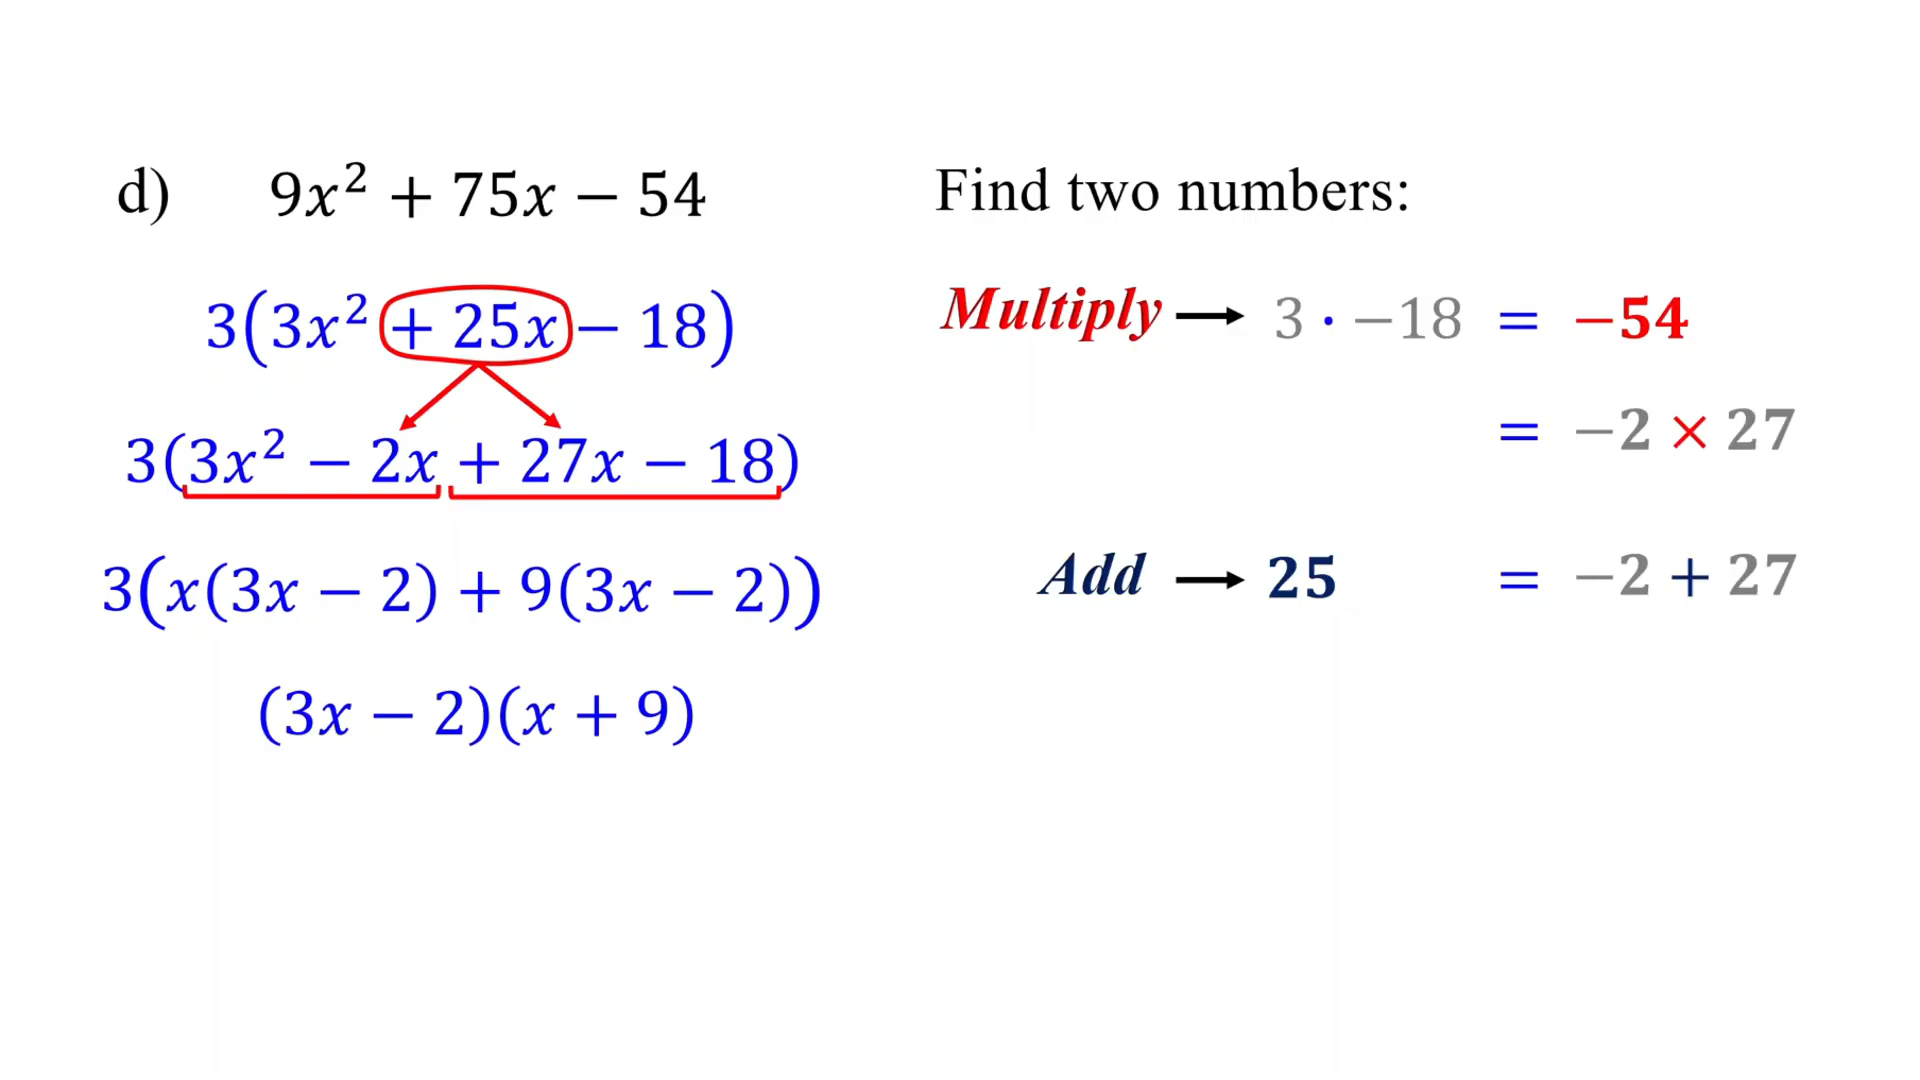 d) 9x² + 75x − 54
3(3x² + 25x − 18)
3(3x² − 2x + 27x − 18)
3(x(3x − 2) + 9(3x − 2))
(3x − 2)(x + 9)
Find two numbers:
Multiply → 3 · −18 = −54
= −2 × 27
Add → 25 = −2 + 27